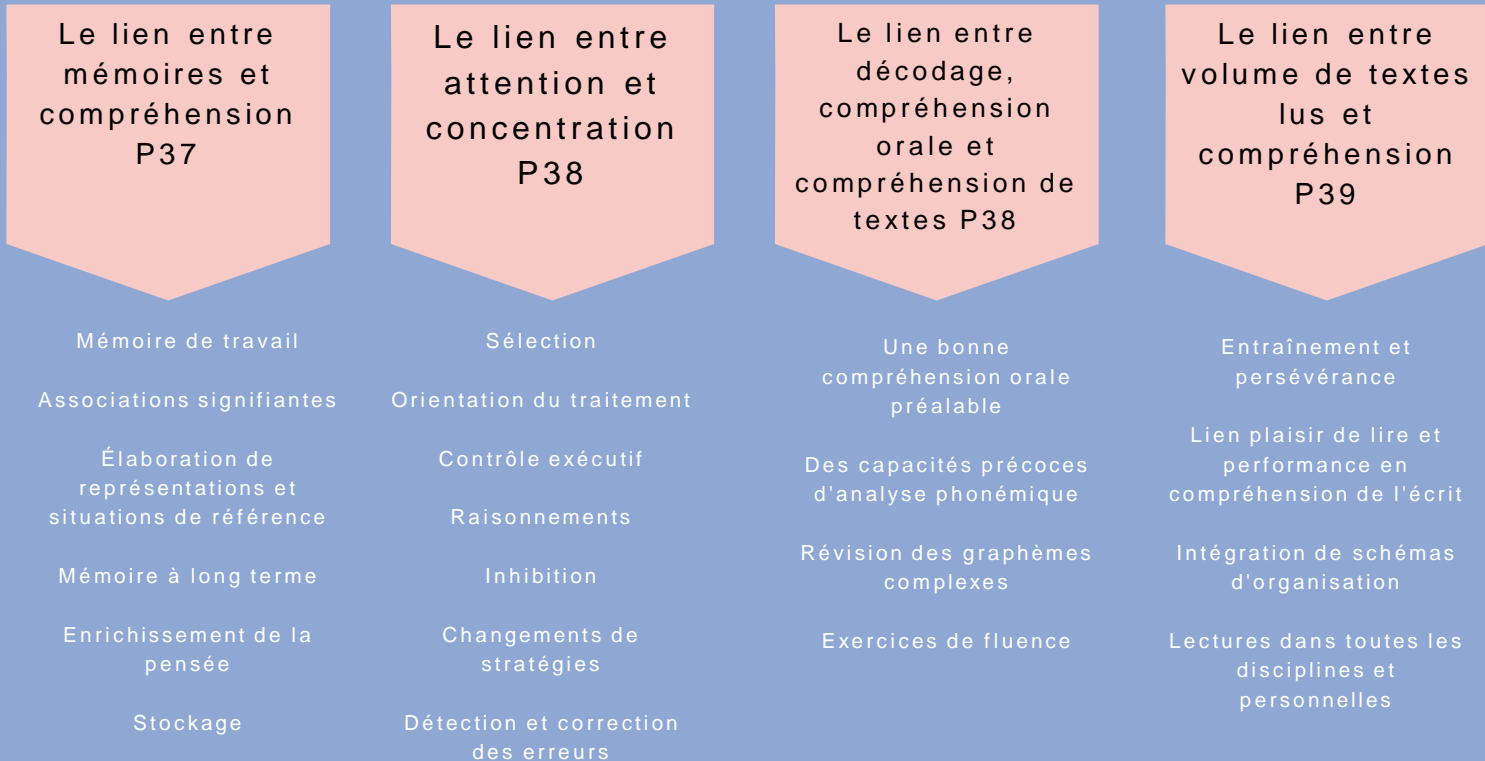 Le lien entre
mémoires et
compréhension
P37
Mémoire de travail
Associations signifiantes
Élaboration de
représentations et
situations de référence
Mémoire à long terme
Enrichissement de la
pensée
Stockage
Le lien entre
attention et
concentration
P38
Sélection
Orientation du traitement
Contrôle exécutif
Raisonnements
Inhibition
Changements de
stratégies
Détection et correction
des erreurs
Le lien entre
décodage,
compréhension
orale et
compréhension de
textes P38
Une bonne
compréhension orale
préalable
Des capacités précoces
d'analyse phonémique
Révision des graphèmes
complexes
Exercices de fluence
Le lien entre
volume de textes
lus et
compréhension
P39
Entraînement et
persévérance
Lien plaisir de lire et
performance en
compréhension de l'écrit
Intégration de schémas
d'organisation
Lectures dans toutes les
disciplines et
personnelles